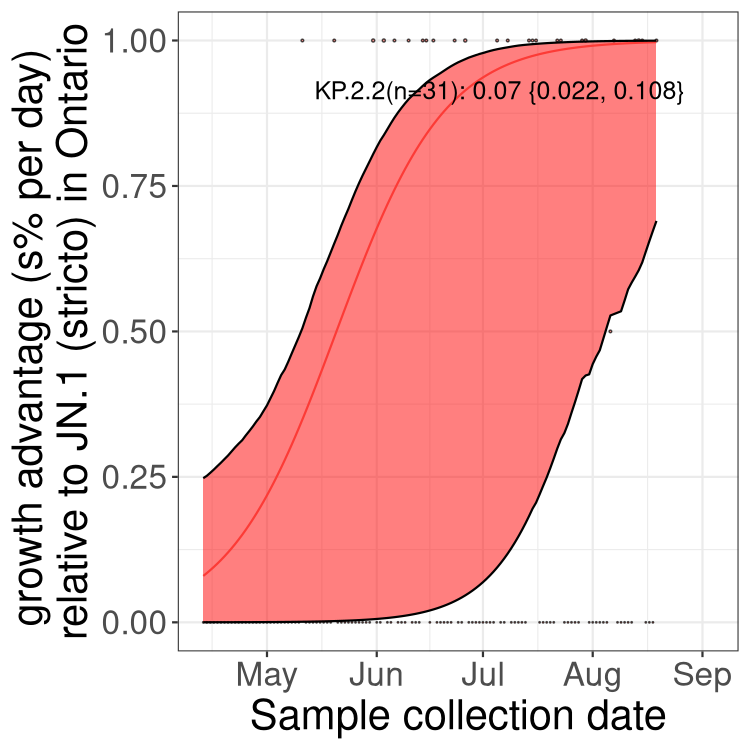 growth advantage (s% per day)
relative to JN.1 (stricto) in Ontario
1.00
0.75
0.50
0.25
0.00
KP.2.2(n=31): 0.07 {0.022, 0.108}
May Jun Jul Aug Sep
Sample collection date